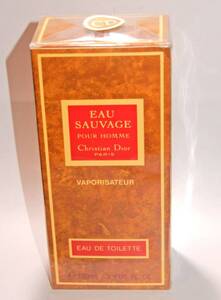 EAU
SAUVAGE
POUR HOMME
Christian Dior
PARIS
VAPORISATEUR
EAU DE TOILETTE